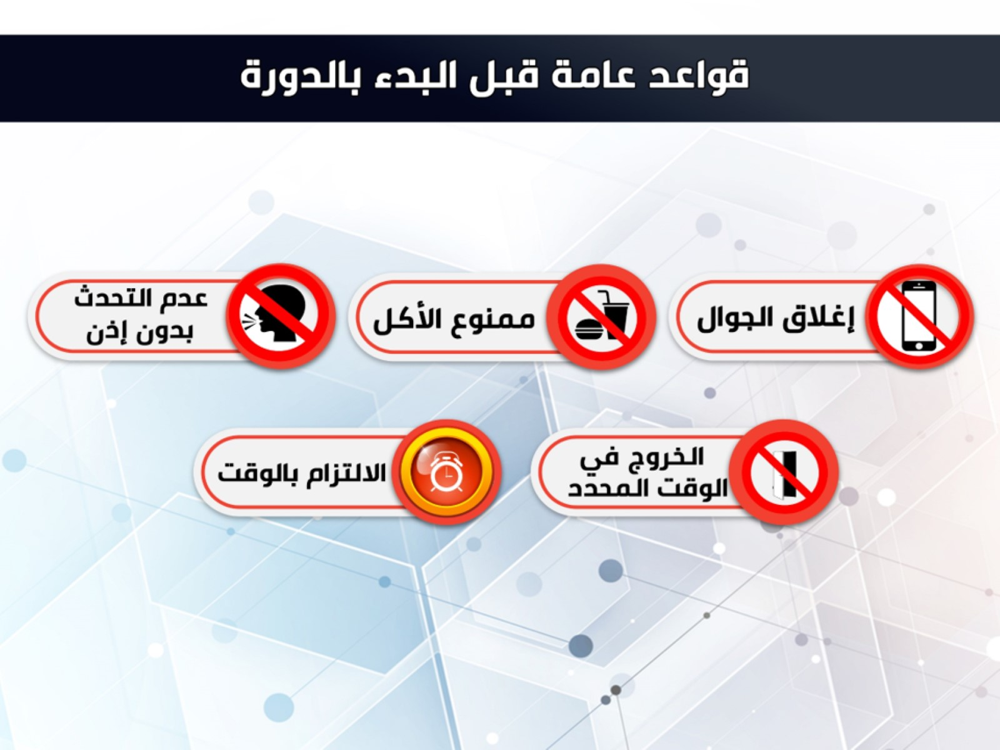 قواعد عامة قبل البدء بالدورة
إغلاق الجوال
ممنوع الأكل
عدم التحدث
بدون إذن
الخروج في
الوقت المحدد
الالتزام بالوقت